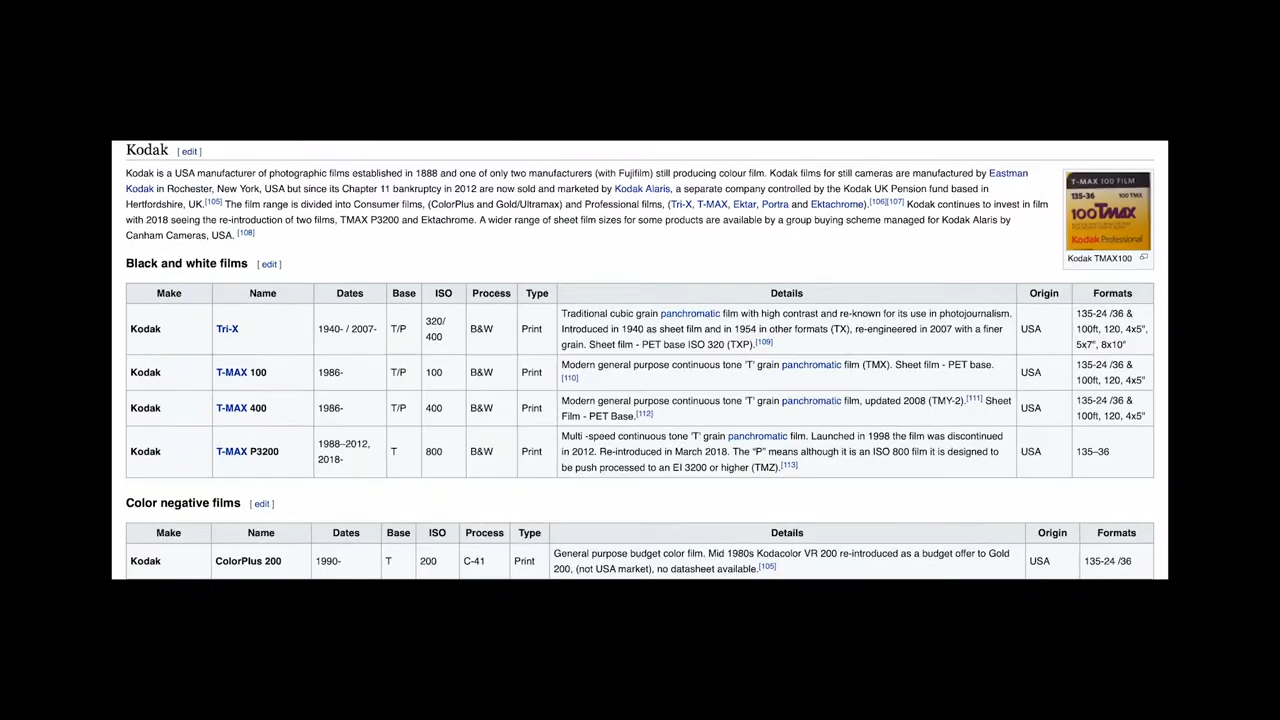 Kodak [ edit ]
Kodak is a USA manufacturer of photographic films established in 1888 and one of only two manufacturers (with Fujifilm) still producing colour film. Kodak films for still cameras are manufactured by Eastman
Kodak in Rochester, New York, USA but since its Chapter 11 bankruptcy in 2012 are now sold and marketed by Kodak Alaris, a separate company controlled by the Kodak UK Pension fund based in
Hertfordshire, UK.[105] The film range is divided into Consumer films, (ColorPlus and Gold/Ultramax) and Professional films, (Tri-X, T-MAX, Ektar, Portra and Ektachrome).[106][107] Kodak continues to invest in film
with 2018 seeing the re-introduction of two films, TMAX P3200 and Ektachrome. A wider range of sheet film sizes for some products are available by a group buying scheme managed for Kodak Alaris by
Canham Cameras, USA. [108]
T-MAX 100 FILM
135-36 100 TMX
100 TMAX
Kodak Professional
Kodak TMAX100
Black and white films [ edit ]
Make Name Dates Base ISO Process Type Details Origin Formats
Kodak Tri-X 1940- / 2007- T/P 320/ 400 B&W Print Traditional cubic grain panchromatic film with high contrast and re-known for its use in photojournalism. 135-24 /36 &
Introduced in 1940 as sheet film and in 1954 in other formats (TX), re-engineered in 2007 with a finer USA 100ft, 120, 4x5",
grain. Sheet film - PET base ISO 320 (TXP).[109] 5x7", 8x10"
Kodak T-MAX 100 1986- T/P 100 B&W Print Modern general purpose continuous tone 'T' grain panchromatic film (TMX). Sheet film - PET base. USA 135-24 /36 &
[110] 100ft, 120, 4x5"
Kodak T-MAX 400 1986- T/P 400 B&W Print Modern general purpose continuous tone 'T' grain panchromatic film, updated 2008 (TMY-2).[111] Sheet USA 135-24 /36 &
Film - PET Base.[112] 100ft, 120, 4x5"
Kodak T-MAX P3200 1988–2012, 2018- T 800 B&W Print Multi -speed continuous tone 'T' grain panchromatic film. Launched in 1998 the film was discontinued
in 2012. Re-introduced in March 2018. The "P" means although it is an ISO 800 film it is designed to USA 135–36
be push processed to an EI 3200 or higher (TMZ).[113]
Color negative films [ edit ]
Make Name Dates Base ISO Process Type Details Origin Formats
Kodak ColorPlus 200 1990- T 200 C-41 Print General purpose budget color film. Mid 1980s Kodacolor VR 200 re-introduced as a budget offer to Gold USA 135-24 /36
200, (not USA market), no datasheet available.[105]